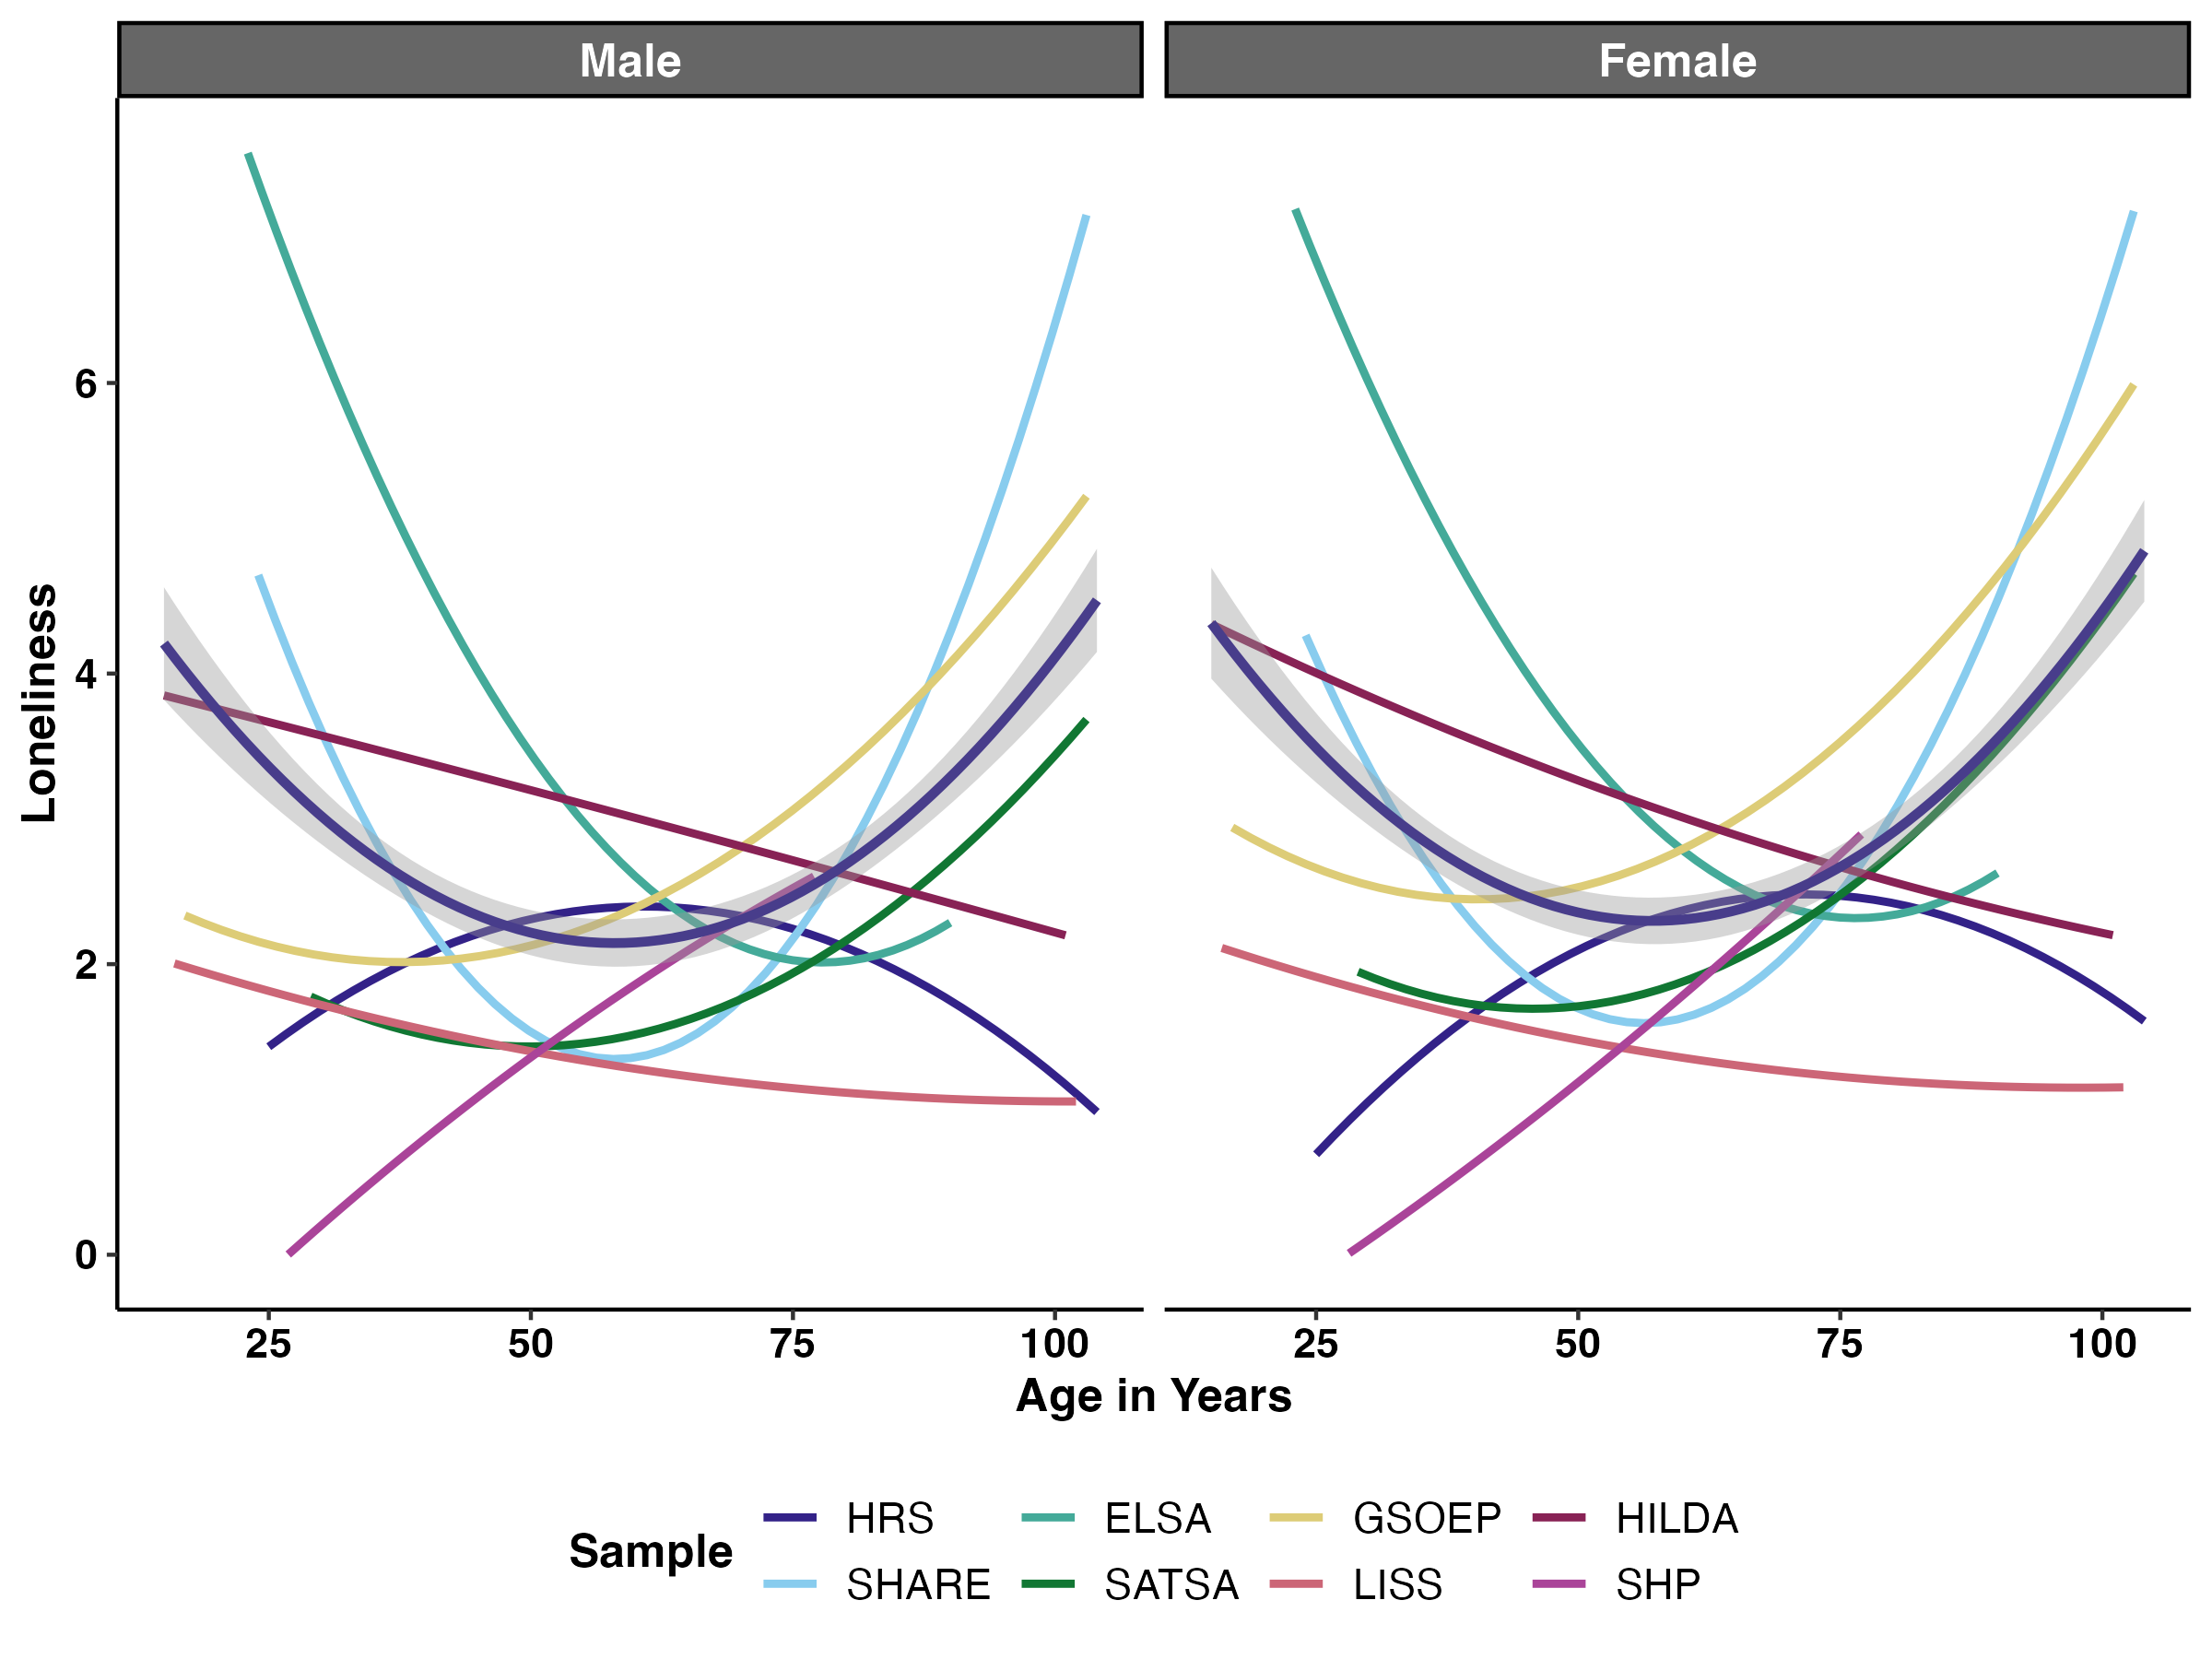 Male Female
Loneliness
6
4
2
0
25 50 75 100 25 50 75 100
Age in Years
Sample
HRS ELSA GSOEP HILDA
SHARE SATSA LISS SHP